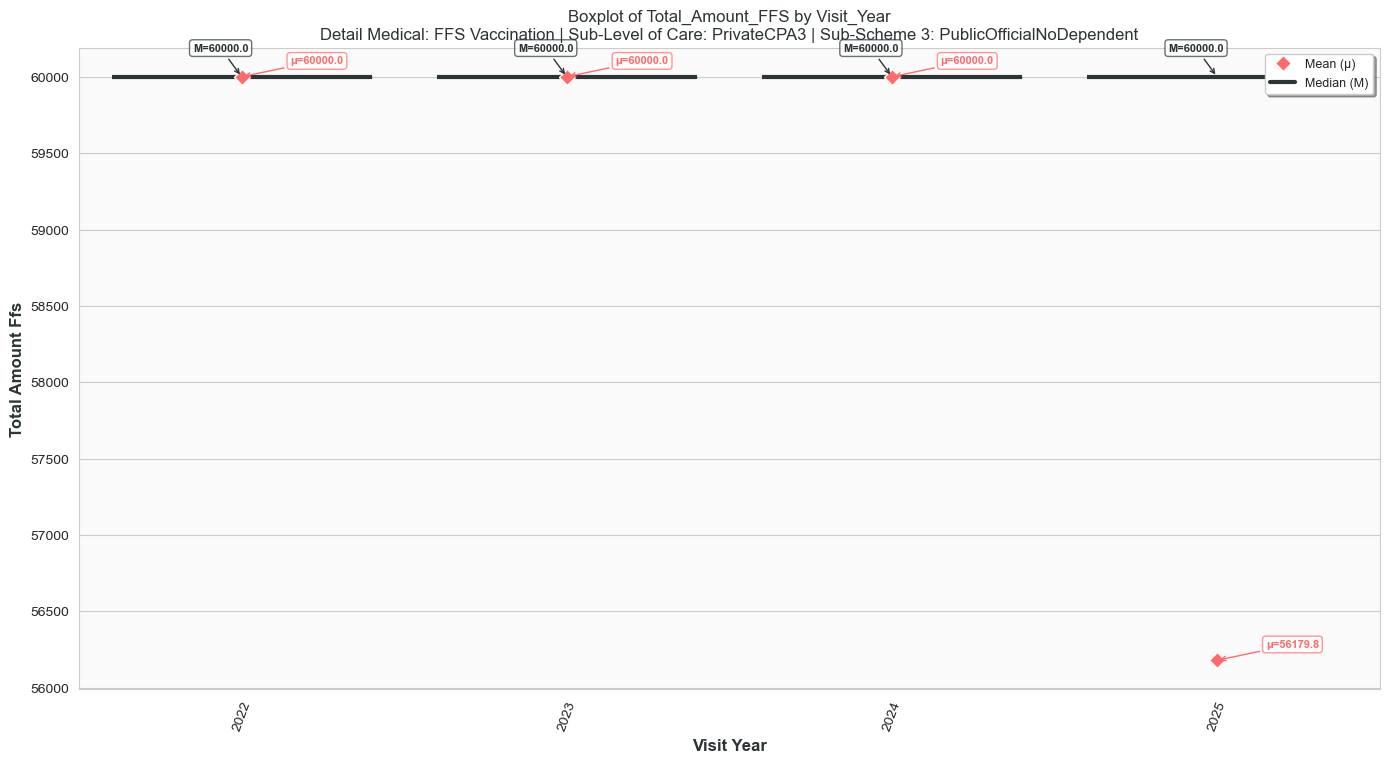 Boxplot of Total_Amount_FFS by Visit_Year
Detail Medical: FFS Vaccination | Sub-Level of Care: PrivateCPA3 | Sub-Scheme 3: PublicOfficialNoDependent
M=60000.0
M=60000.0
M=60000.0
M=60000.0
μ=60000.0
μ=60000.0
μ=60000.0
Mean (μ)
Median (M)
60000
59500
59000
58500
58000
57500
57000
56500
56000
Total Amount Ffs
μ=56179.8
2022
2023
2024
2025
Visit Year